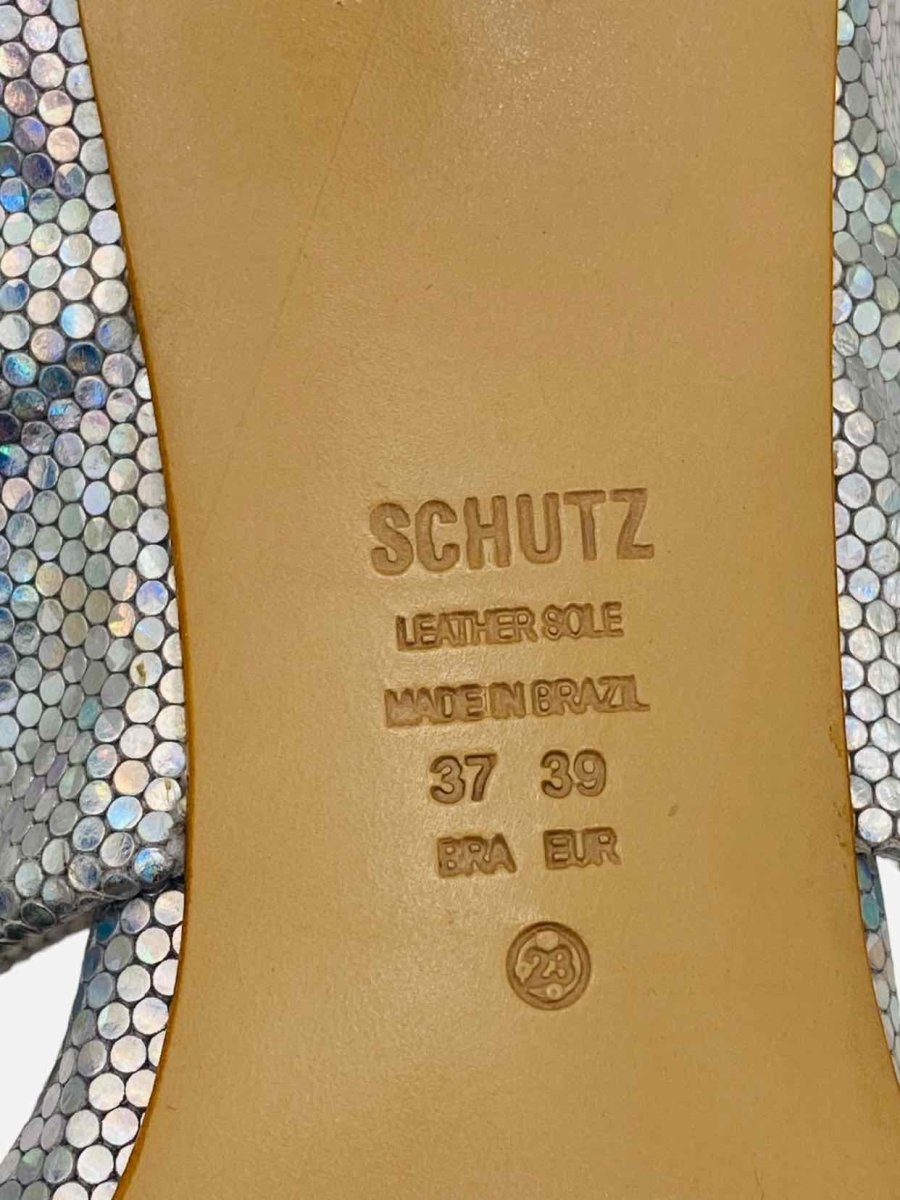 SCHUTZ
LEATHER SOLE
MADE IN BRAZIL
37 39
BRA EUR
23